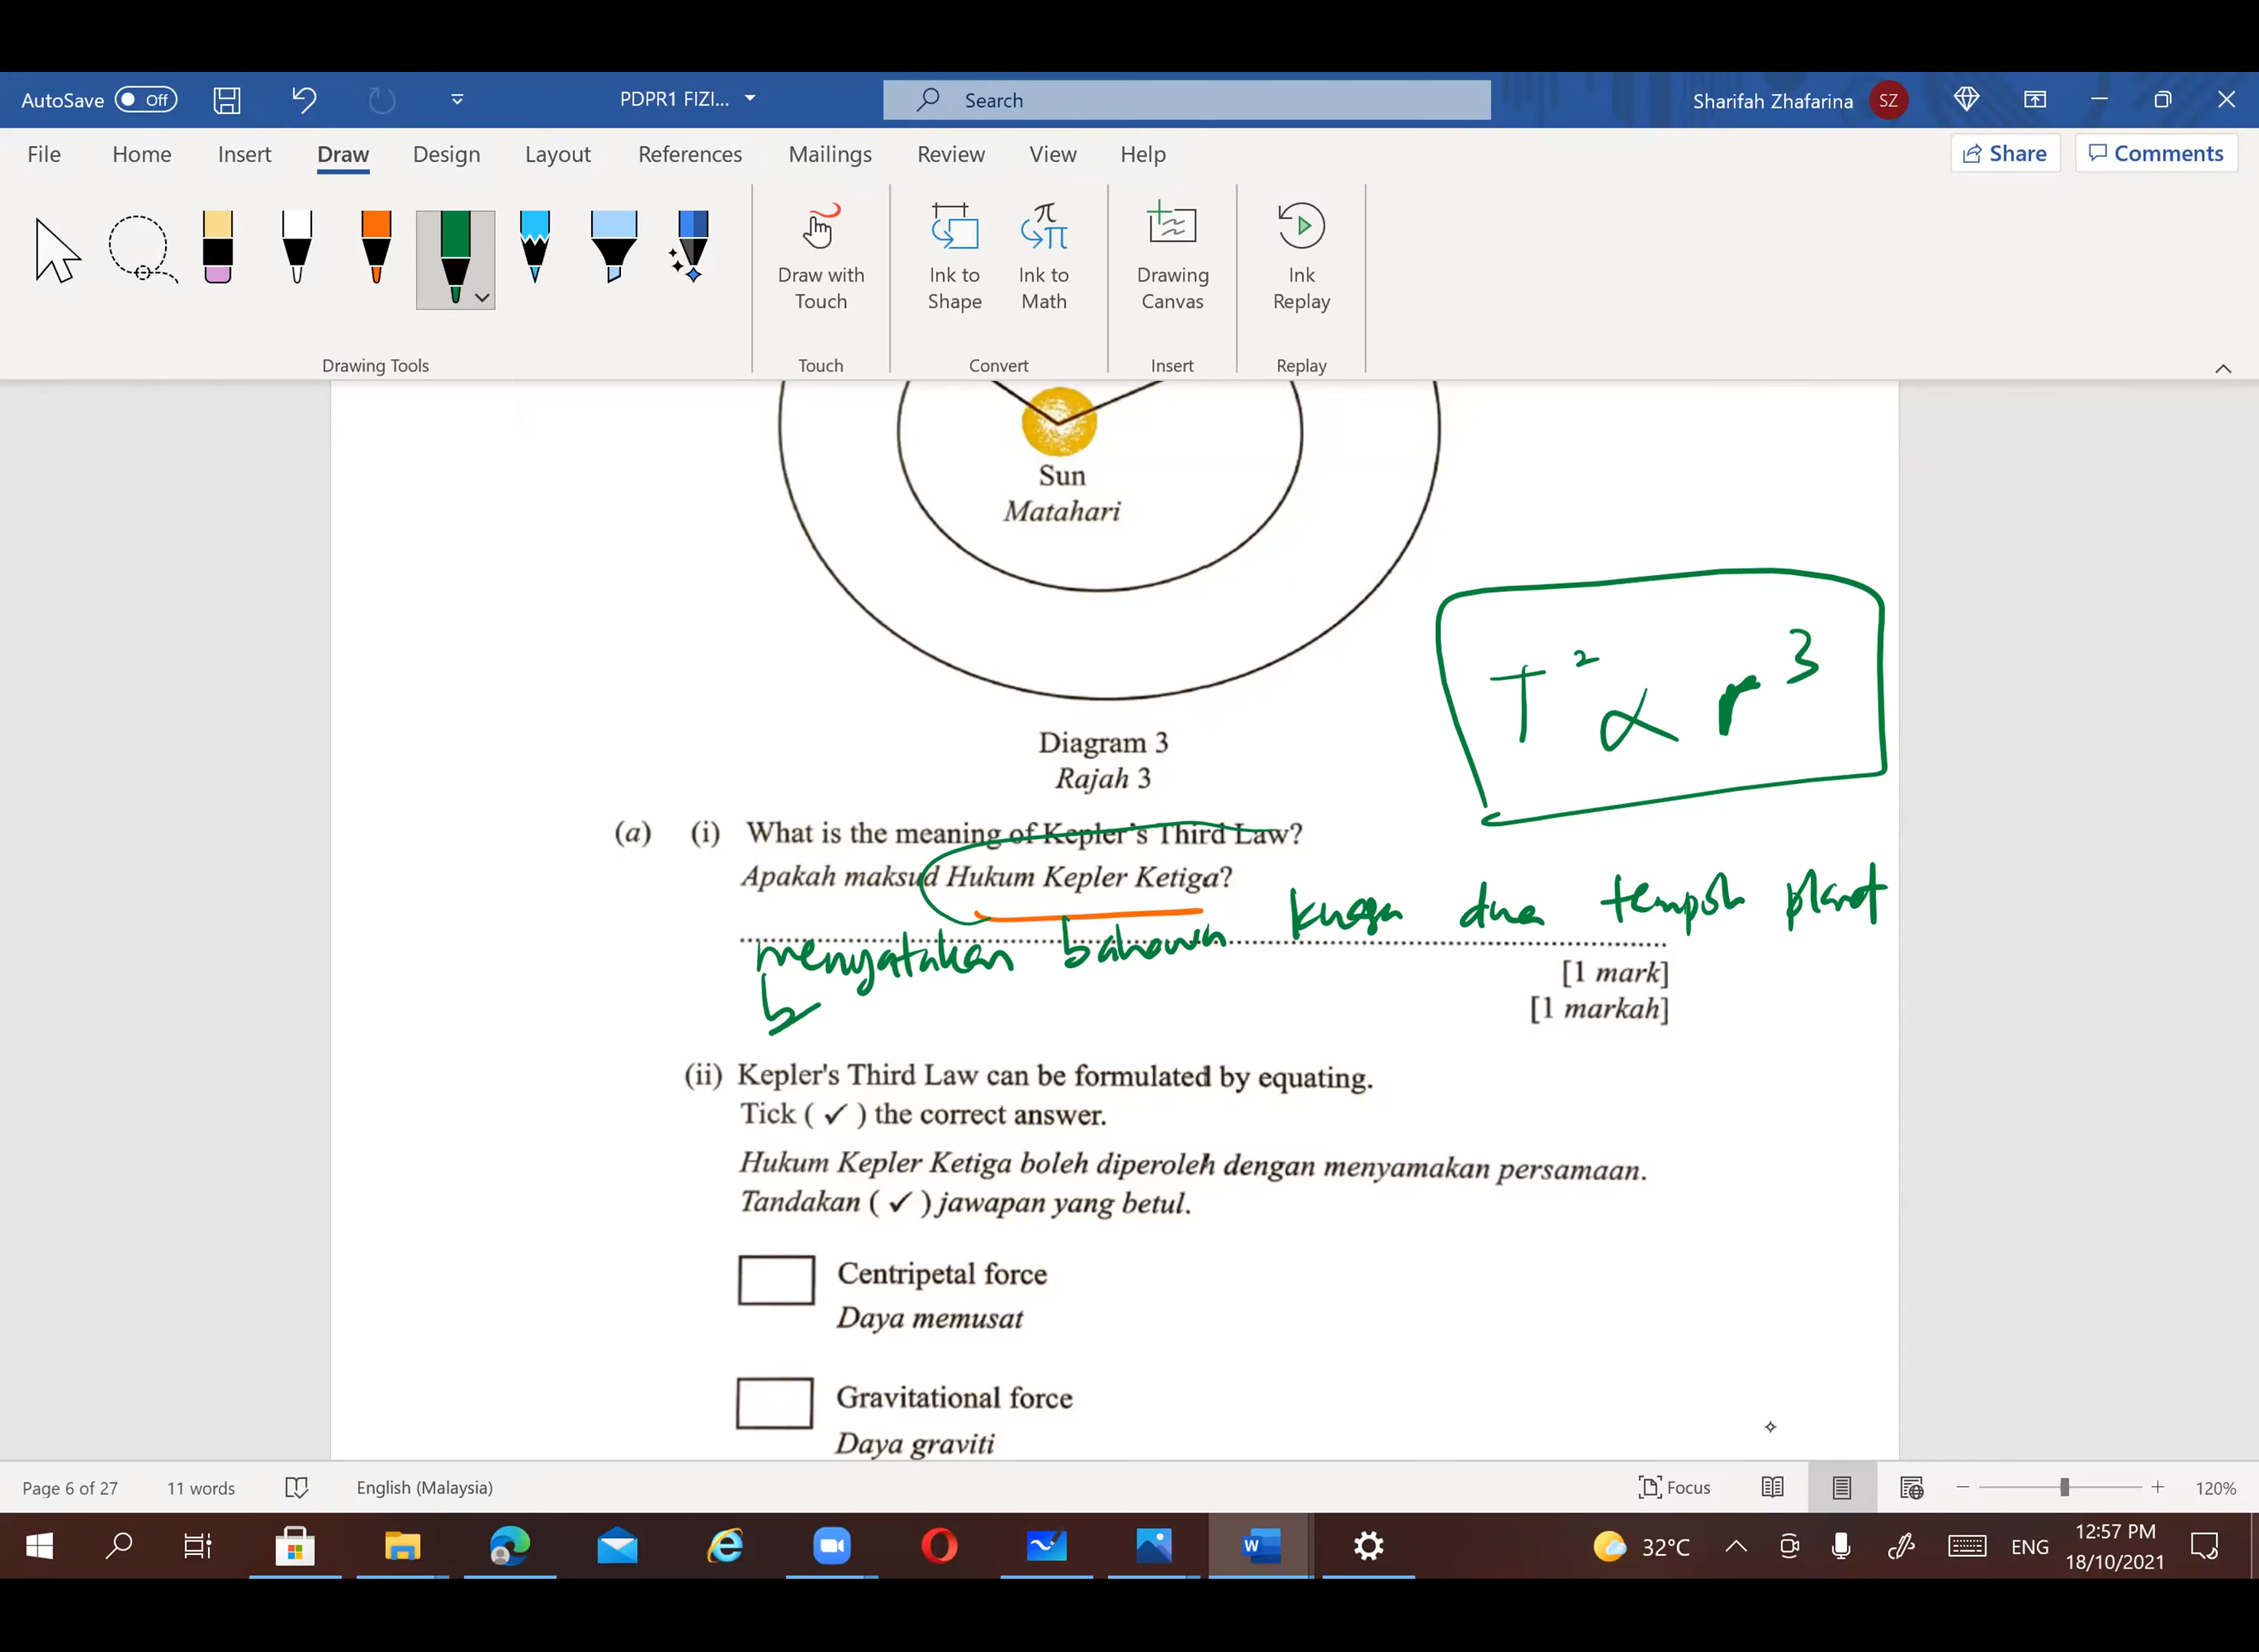 AutoSave Off PDPR1 FIZI... Search Sharifah Zhafarina SZ
File Home Insert Draw Design Layout References Mailings Review View Help Share Comments
Draw with Touch Ink to Shape Ink to Math Drawing Canvas Ink Replay
Drawing Tools Touch Convert Insert Replay
Sun
Matahari
T² ∝ r³
Diagram 3
Rajah 3
(a) (i) What is the meaning of Kepler's Third Law?
Apakah maksud Hukum Kepler Ketiga?
menyatakan bahawa kuasa dua tempoh planet
b
[1 mark]
[1 markah]
(ii) Kepler's Third Law can be formulated by equating.
Tick ( ✓ ) the correct answer.
Hukum Kepler Ketiga boleh diperoleh dengan menyamakan persamaan.
Tandakan ( ✓ ) jawapan yang betul.
Centripetal force
Daya memusat
Gravitational force
Daya graviti
Page 6 of 27 11 words English (Malaysia) Focus 120%
32°C ENG 12:57 PM
18/10/2021